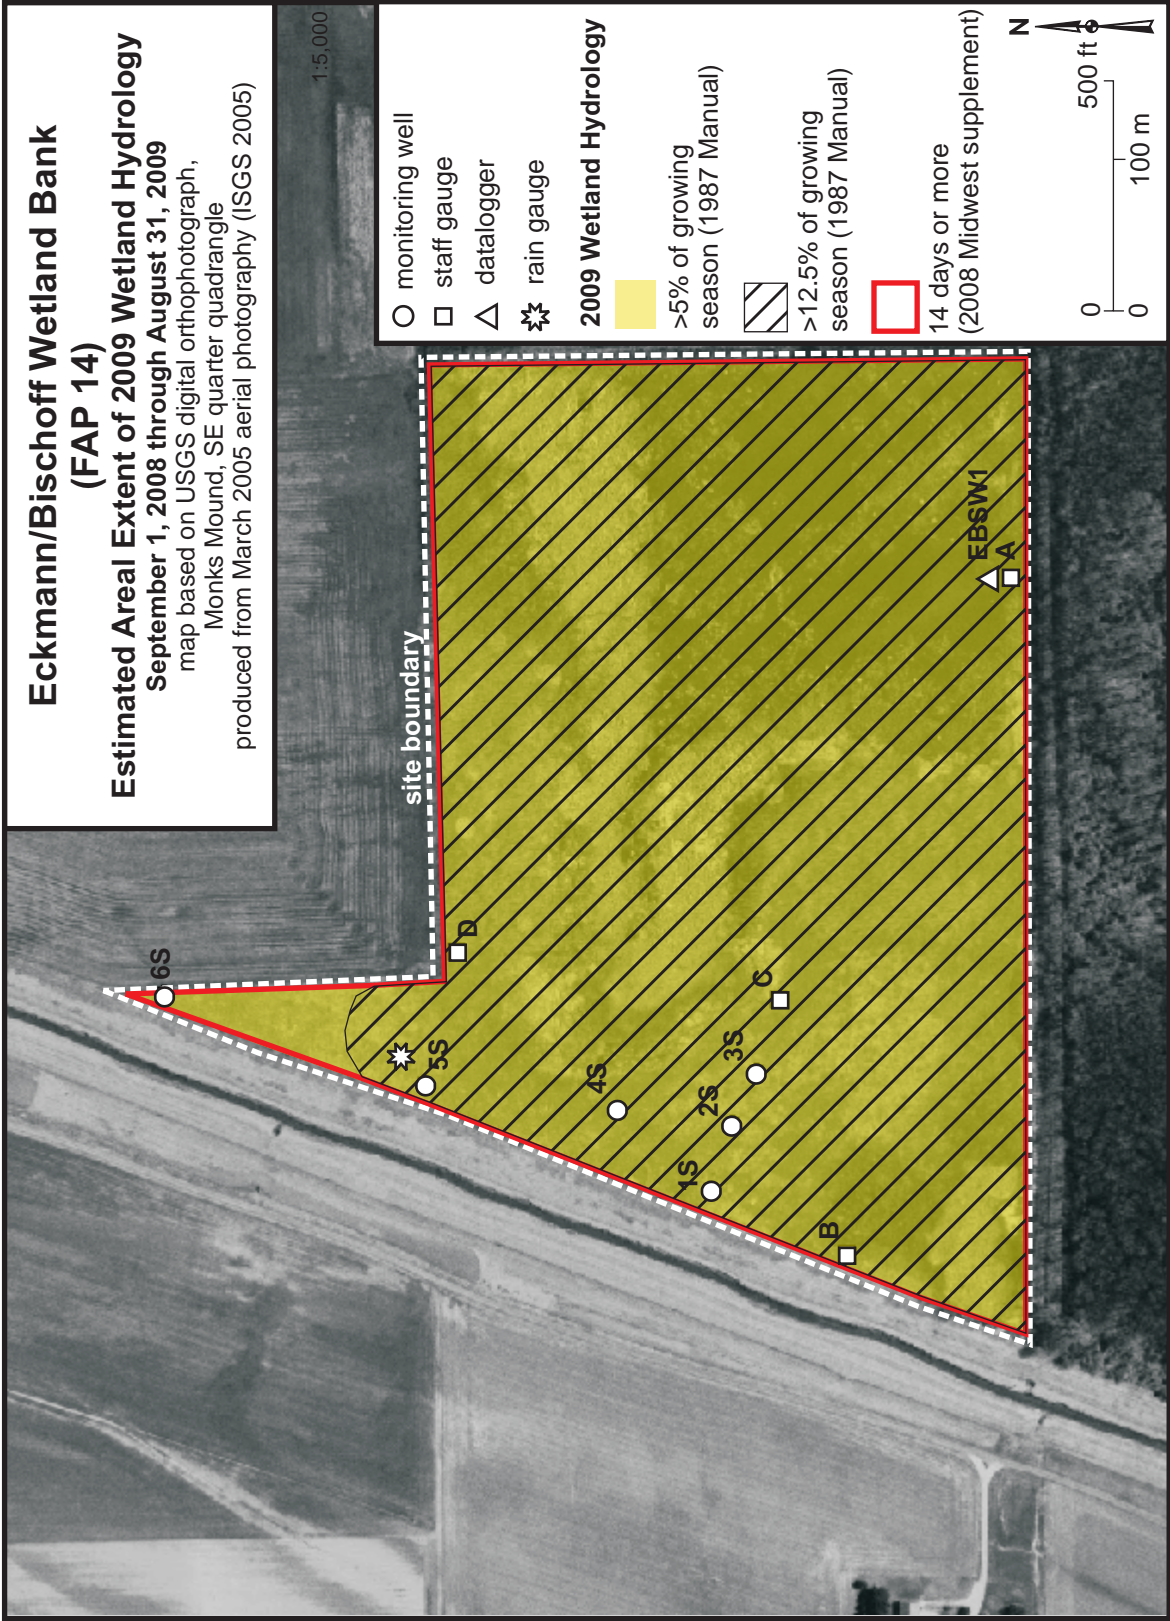 Eckmann/Bischoff Wetland Bank
(FAP 14)
Estimated Areal Extent of 2009 Wetland Hydrology
September 1, 2008 through August 31, 2009
map based on USGS digital orthophotograph,
Monks Mound, SE quarter quadrangle
produced from March 2005 aerial photography (ISGS 2005)
1:5,000
monitoring well
staff gauge
datalogger
rain gauge
2009 Wetland Hydrology
>5% of growing
season (1987 Manual)
>12.5% of growing
season (1987 Manual)
14 days or more
(2008 Midwest supplement)
N
0 500 ft
0 100 m
site boundary
6S
D
5S
4S
3S
2S
1S
C
B
EBSW1
A